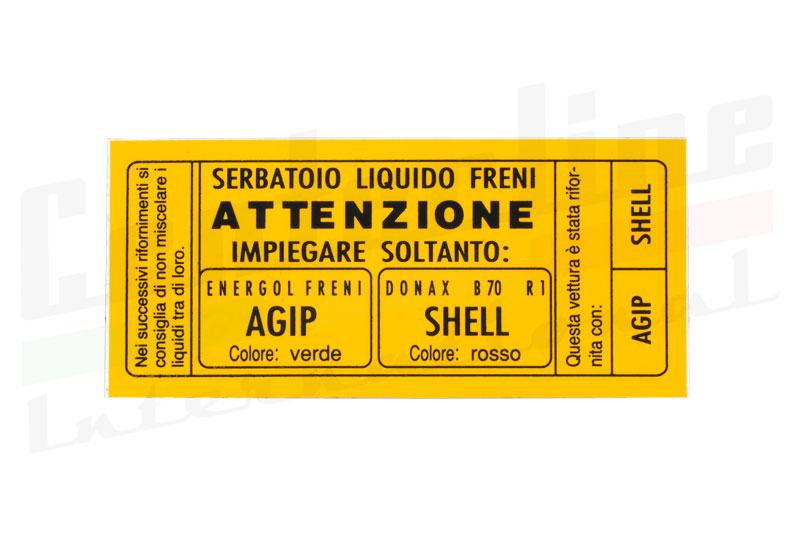 Nei successivi rifornimenti si
consiglia di non miscelare i
liquidi tra di loro.
SERBATOIO LIQUIDO FRENI
ATTENZIONE
IMPIEGARE SOLTANTO:
ENERGOL FRENI
AGIP
Colore: verde
DONAX B70 R1
SHELL
Colore: rosso
Questa vettura è stata rifor-
nita con:
SHELL
AGIP
International